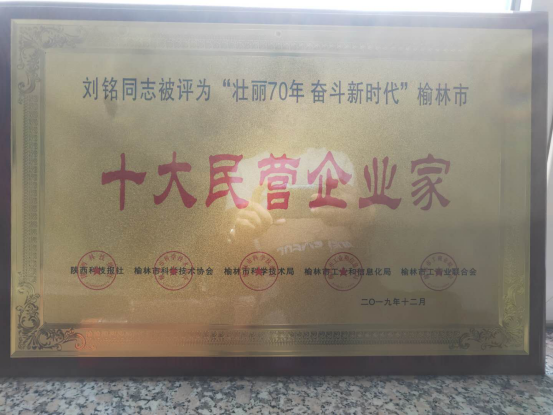 刘铭同志被评为“壮丽70年 奋斗新时代”榆林市
十大民营企业家
陕西科技报社 榆林市科学技术协会 榆林市科学技术局 榆林市工业和信息化局 榆林市工商业联合会
二〇一九年十二月